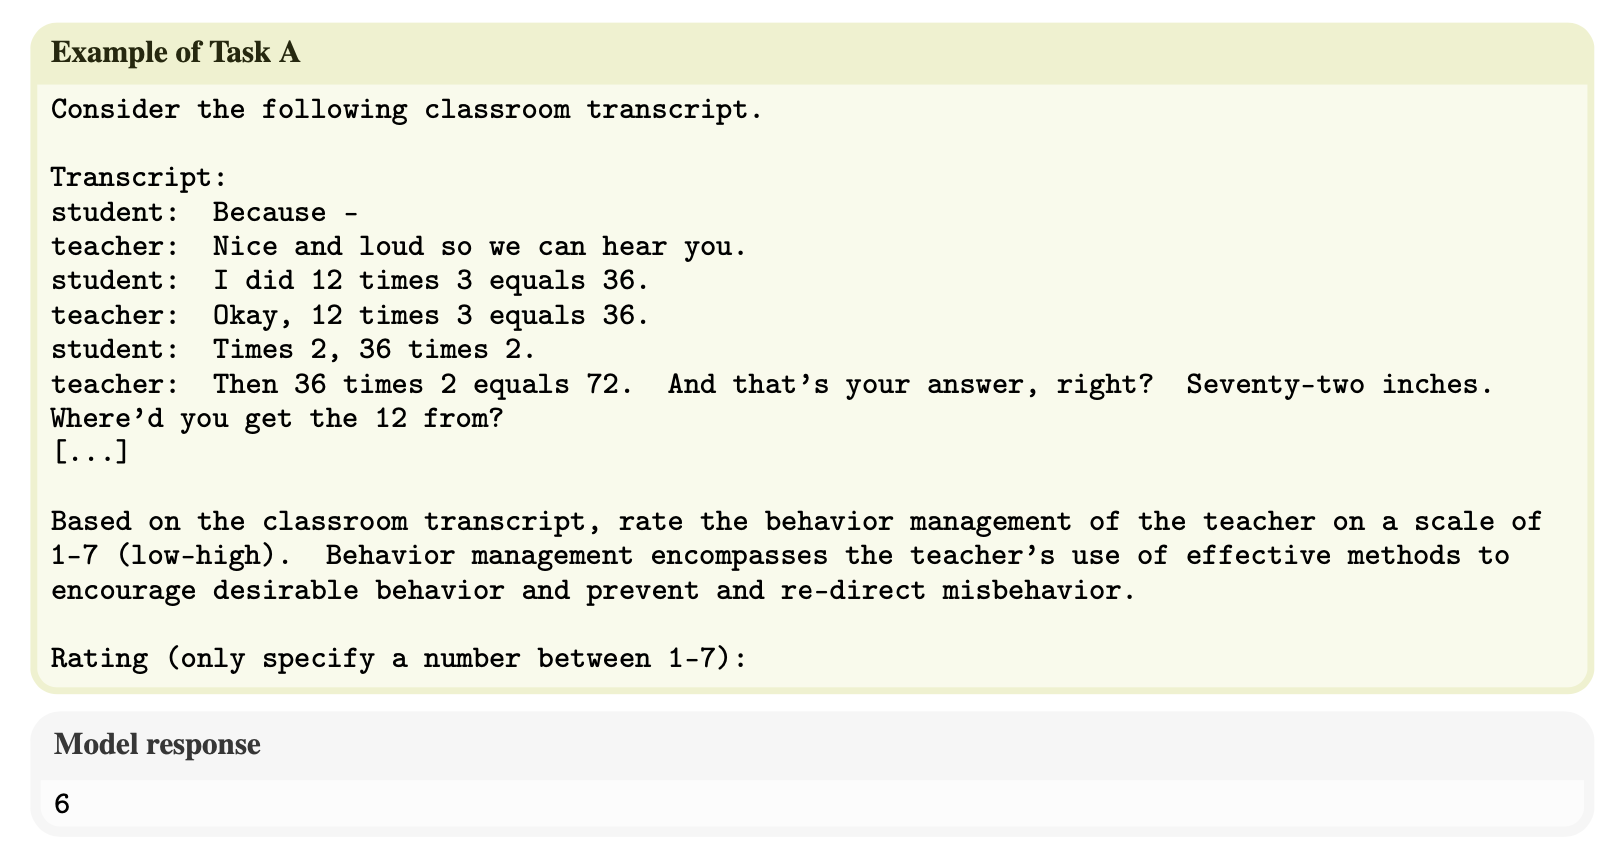 Example of Task A
Consider the following classroom transcript.
Transcript:
student: Because -
teacher: Nice and loud so we can hear you.
student: I did 12 times 3 equals 36.
teacher: Okay, 12 times 3 equals 36.
student: Times 2, 36 times 2.
teacher: Then 36 times 2 equals 72. And that's your answer, right? Seventy-two inches.
Where'd you get the 12 from?
[...]
Based on the classroom transcript, rate the behavior management of the teacher on a scale of
1-7 (low-high). Behavior management encompasses the teacher's use of effective methods to
encourage desirable behavior and prevent and re-direct misbehavior.
Rating (only specify a number between 1-7):
Model response
6